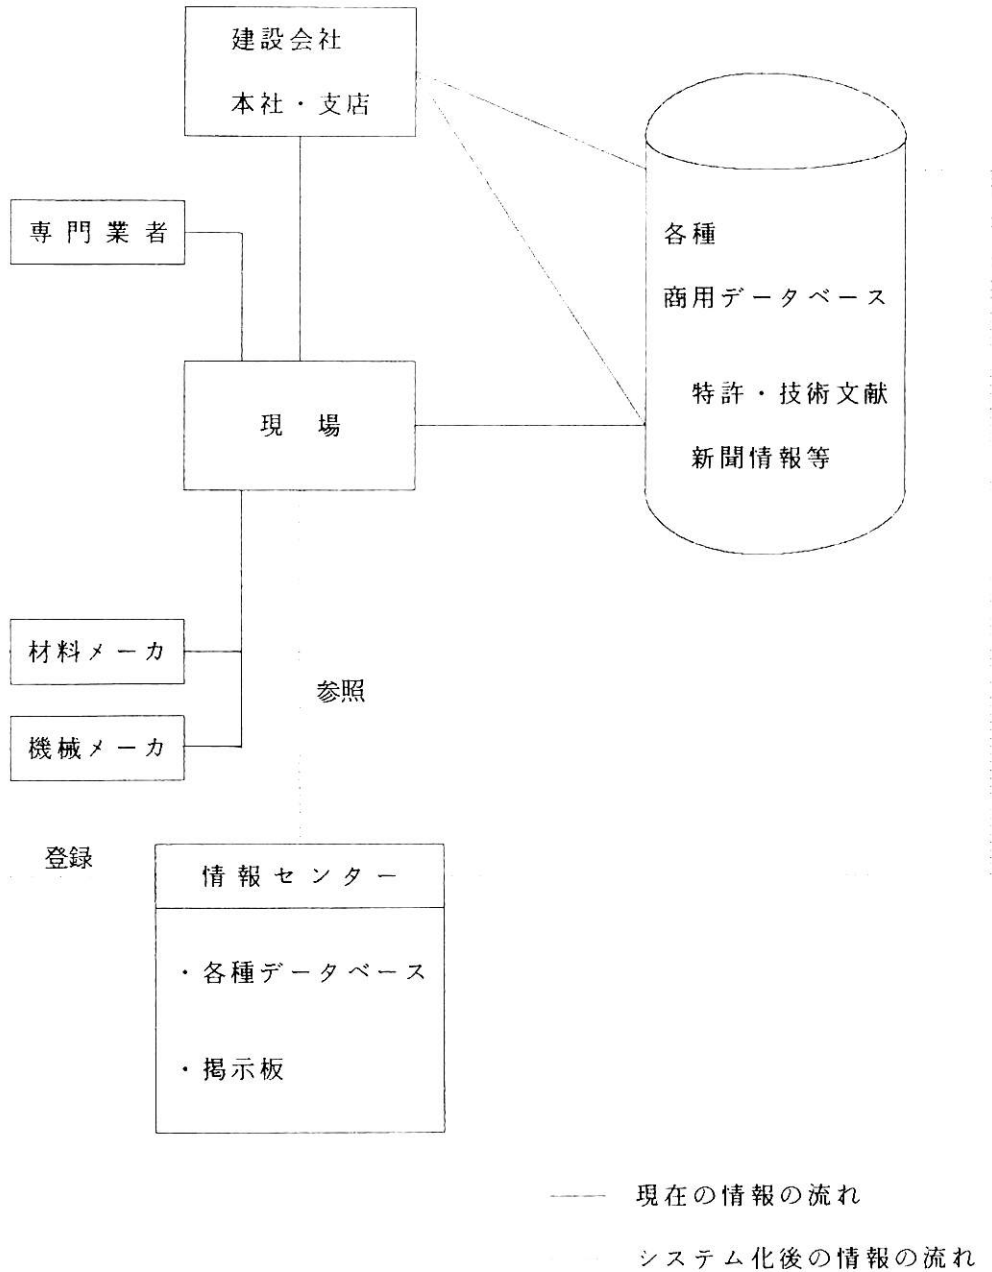 建設会社
本社・支店
専門業者
各種
商用データベース
特許・技術文献
新聞情報等
現 場
材料メーカ
参照
機械メーカ
登録
情報センター
・各種データベース
・掲示板
現在の情報の流れ
システム化後の情報の流れ